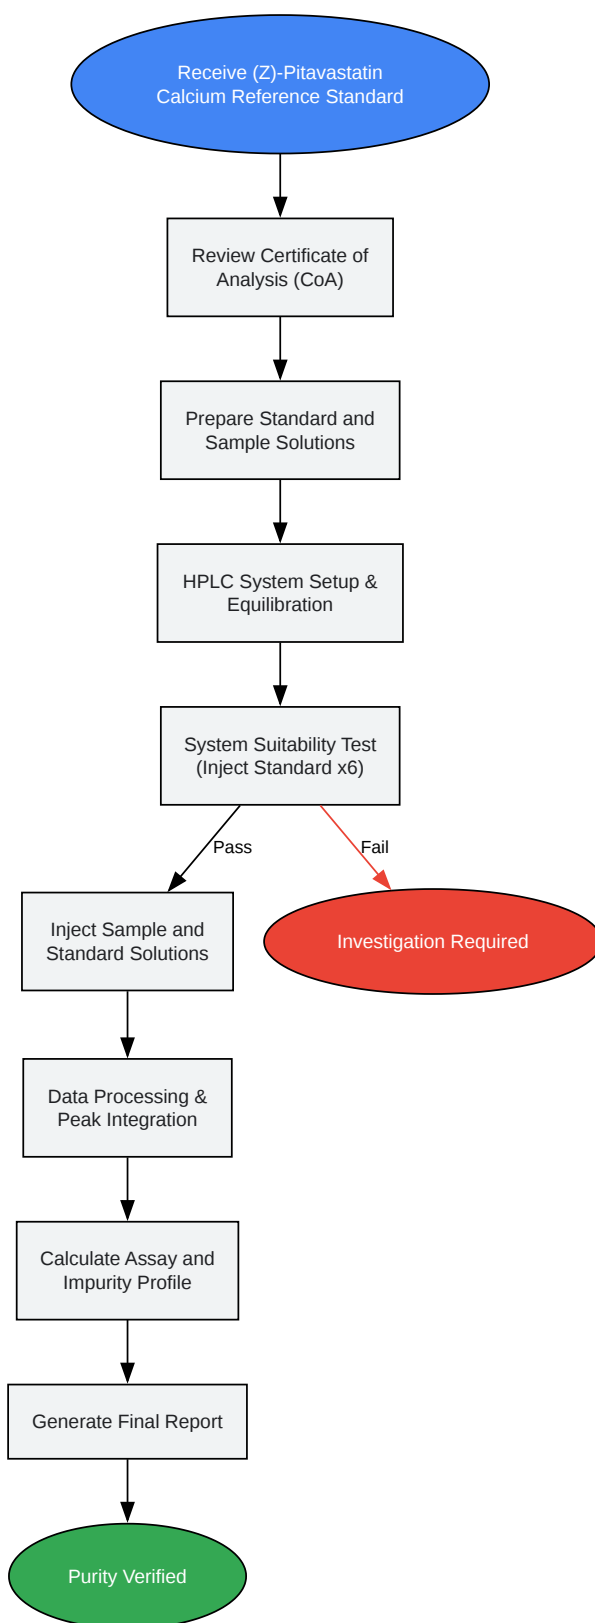 Receive (Z)-Pitavastatin
Calcium Reference Standard
Review Certificate of
Analysis (CoA)
Prepare Standard and
Sample Solutions
HPLC System Setup &
Equilibration
System Suitability Test
(Inject Standard x6)
Pass
Fail
Inject Sample and
Standard Solutions
Investigation Required
Data Processing &
Peak Integration
Calculate Assay and
Impurity Profile
Generate Final Report
Purity Verified